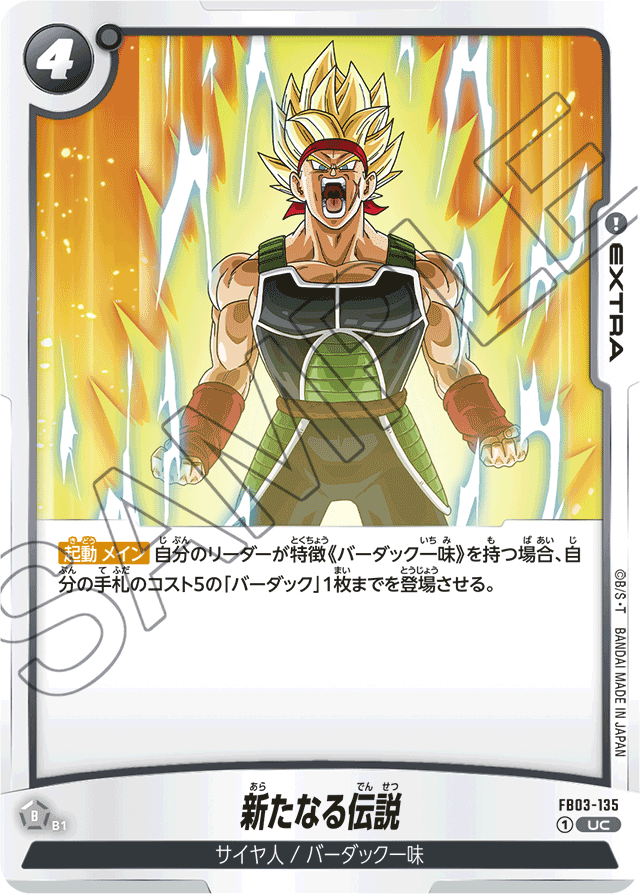 4
EXTRA
SAMPLE
起動 メイン 自分のリーダーが特徴《バーダック一味》を持つ場合、自
分の手札のコスト5の「バーダック」1枚までを登場させる。
©B/S・T BANDAI MADE IN JAPAN
新たなる伝説
FB03-135
B B1
1 UC
サイヤ人 / バーダック一味